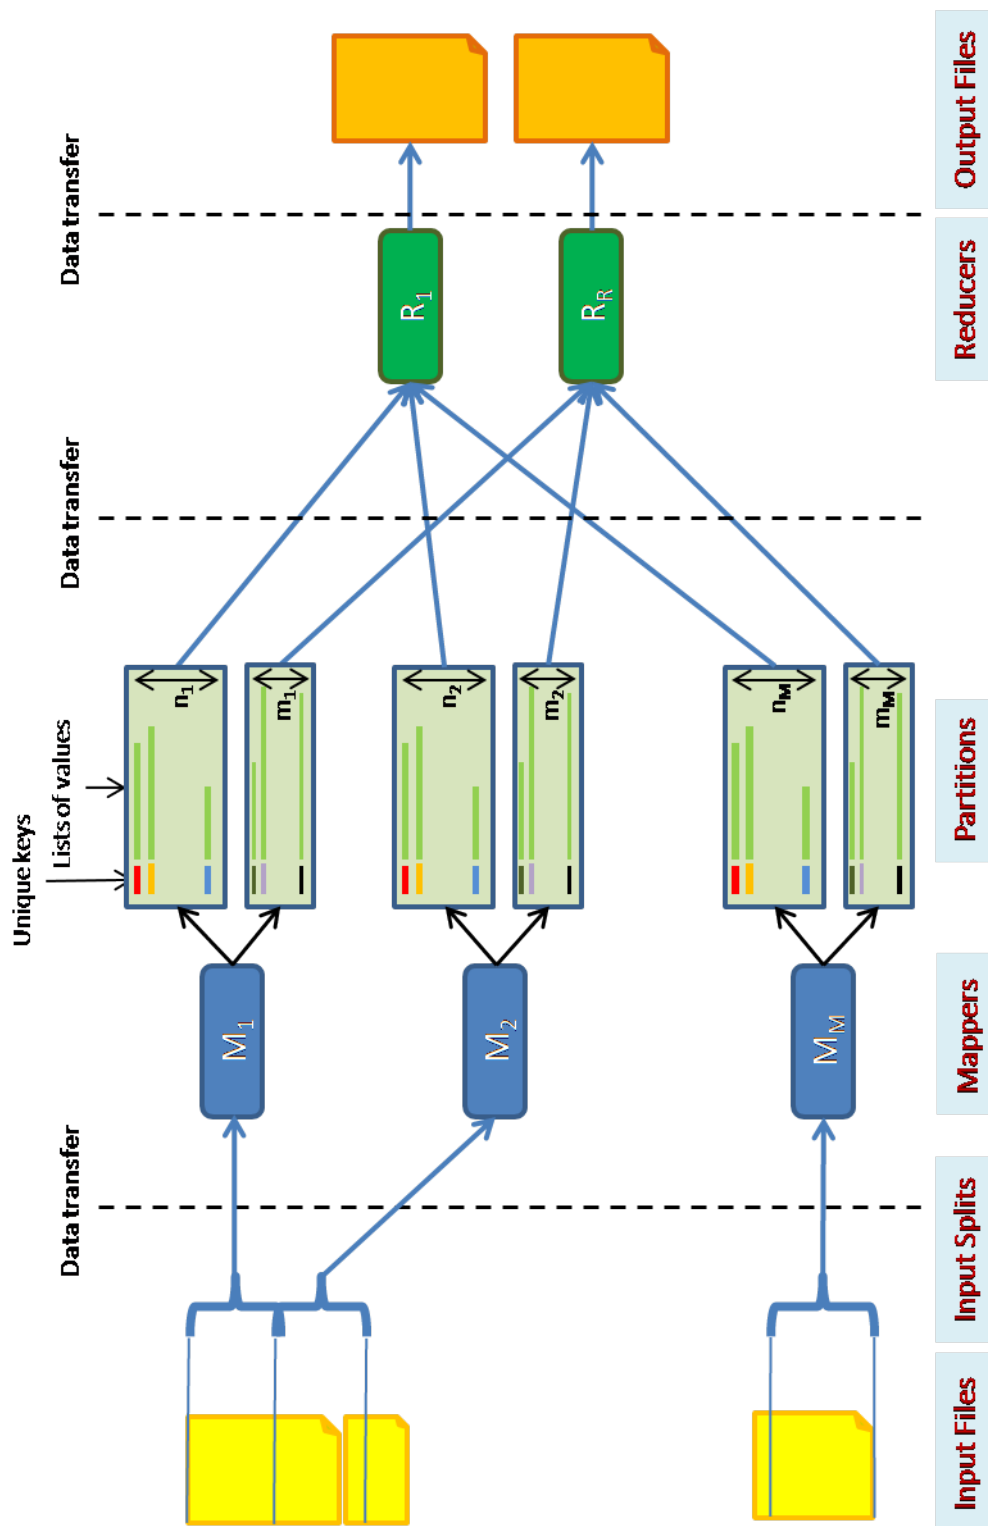 Data transfer
Data transfer
Data transfer
Unique keys
Lists of values
M1
M2
MM
n1
m1
n2
m2
nM
mM
R1
RR
Input Files
Input Splits
Mappers
Partitions
Reducers
Output Files